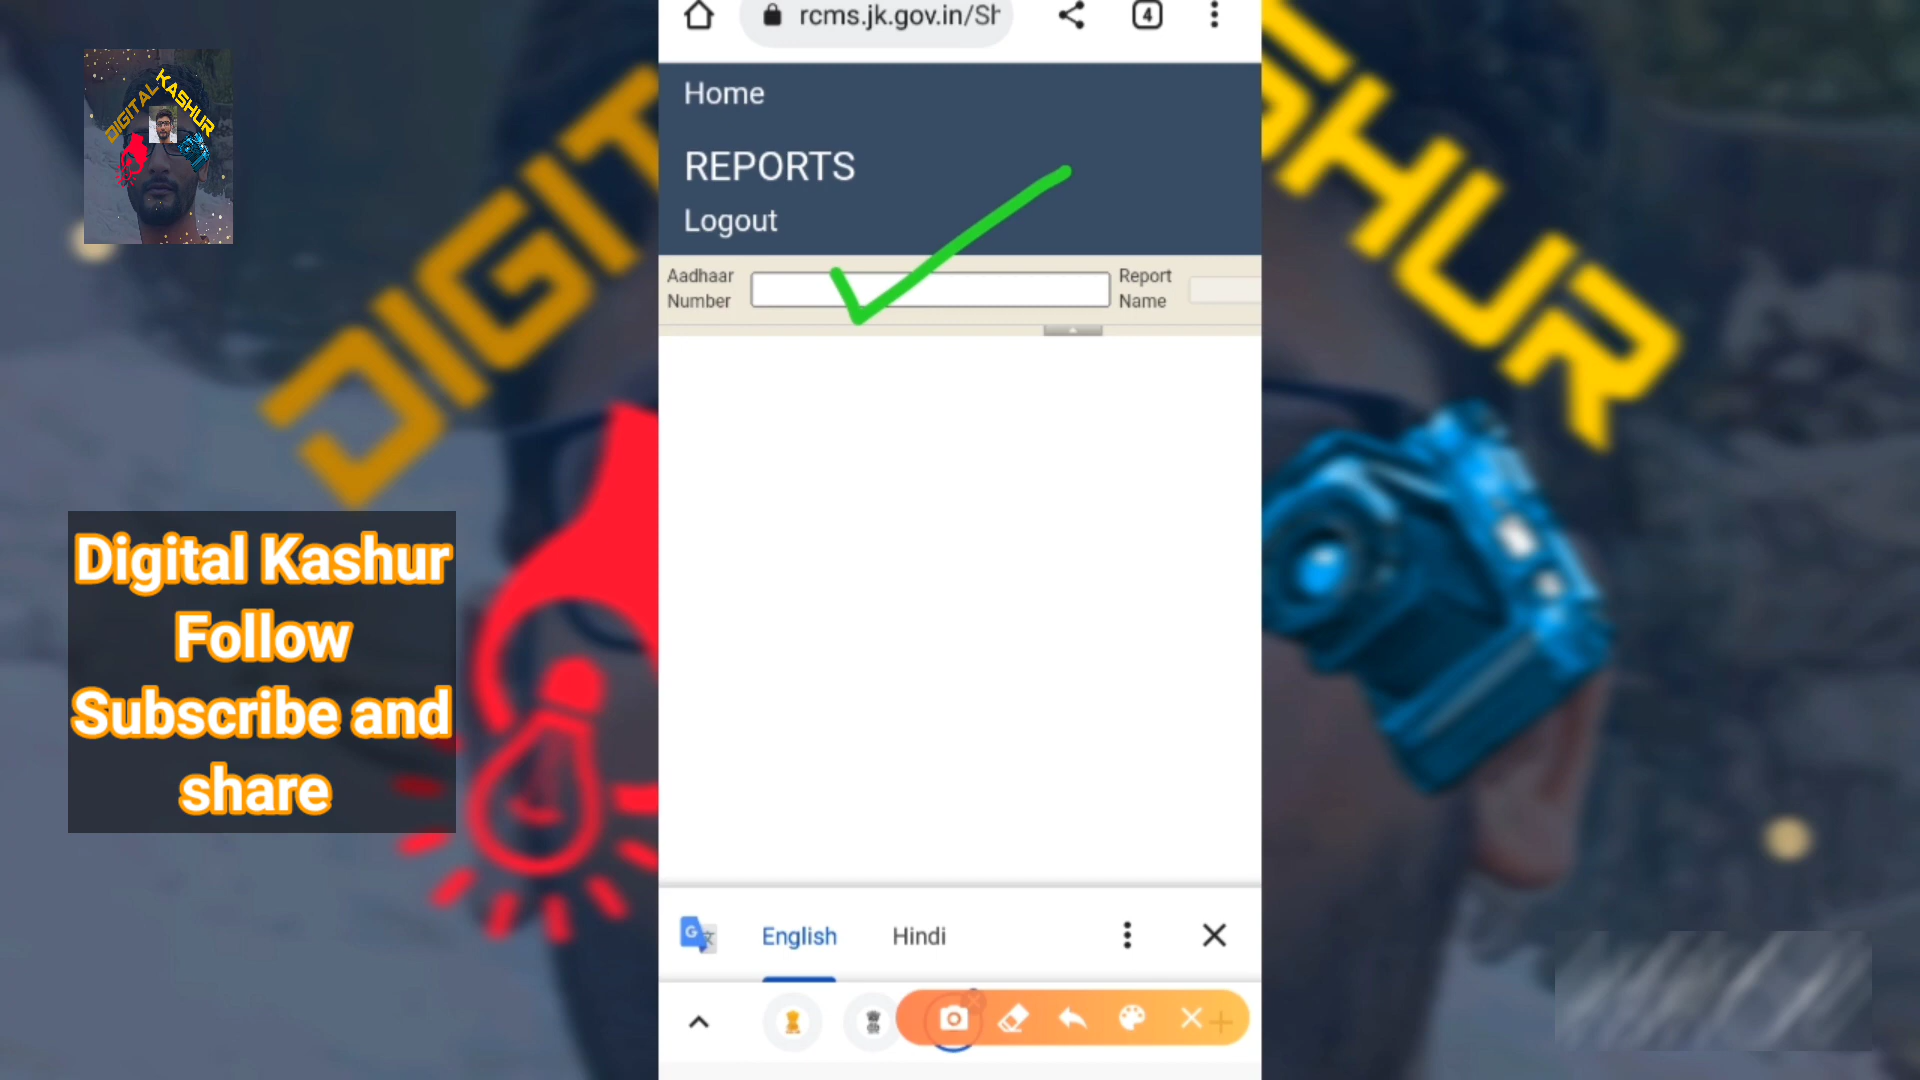 DIGITAL KASHUR
Digital Kashur
Follow
Subscribe and
share
DIGIT
SHUR
rcms.jk.gov.in/Sh
4
Home
REPORTS
Logout
Aadhaar
Number
Report
Name
English
Hindi